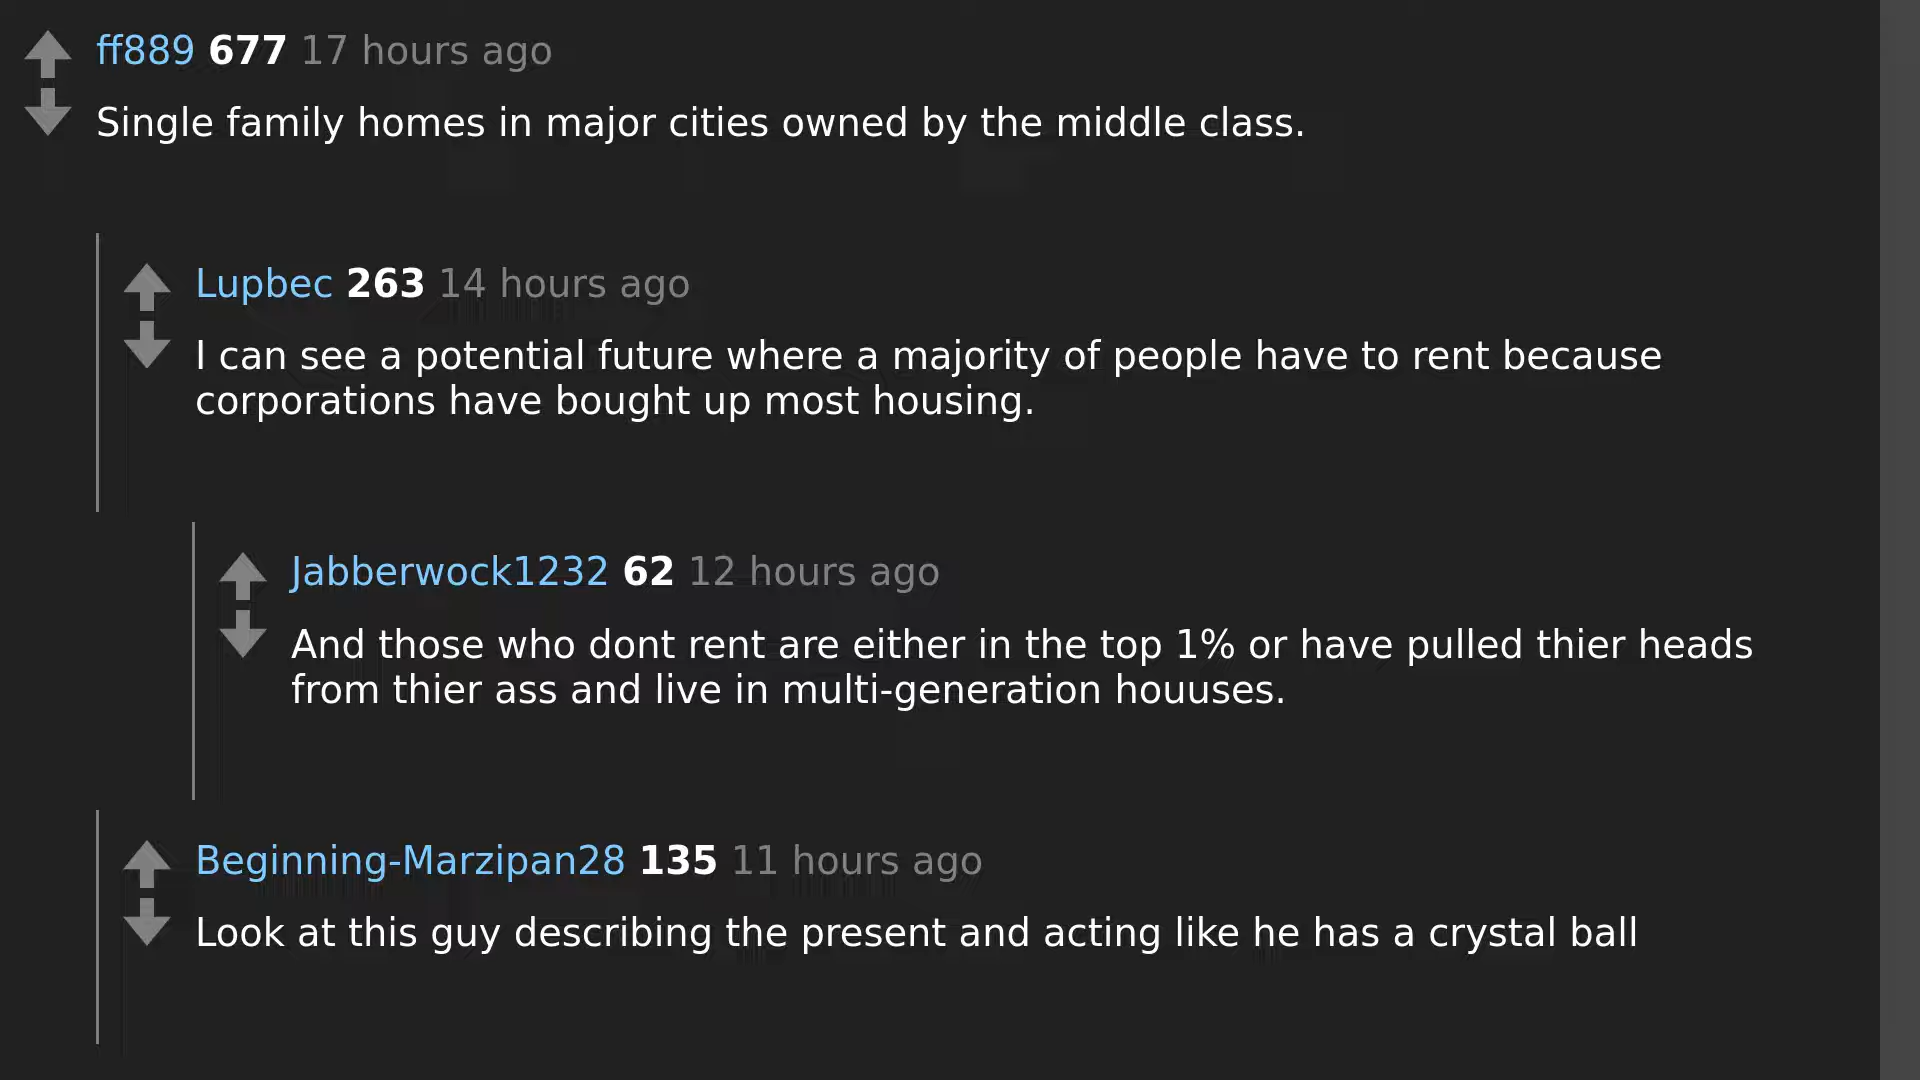 ff889 677 17 hours ago
Single family homes in major cities owned by the middle class.
Lupbec 263 14 hours ago
I can see a potential future where a majority of people have to rent because
corporations have bought up most housing.
Jabberwock1232 62 12 hours ago
And those who dont rent are either in the top 1% or have pulled thier heads
from thier ass and live in multi-generation houuses.
Beginning-Marzipan28 135 11 hours ago
Look at this guy describing the present and acting like he has a crystal ball